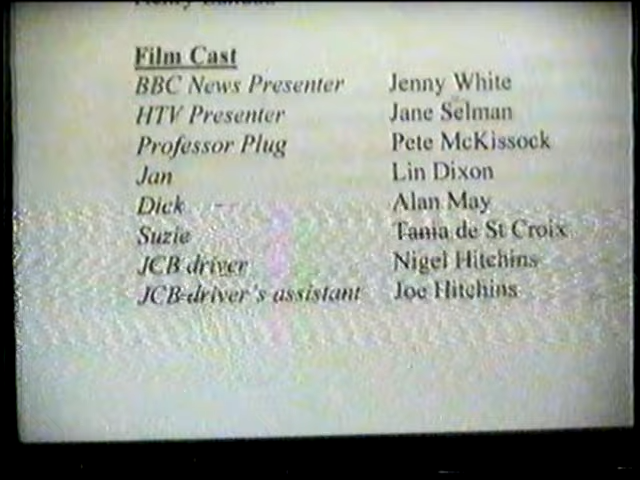 Film Cast
BBC News Presenter Jenny White
HTV Presenter Jane Selman
Professor Plug Pete McKissock
Jan Lin Dixon
Dick Alan May
Suzie Tania de St Croix
JCB driver Nigel Hitchins
JCB driver's assistant Joe Hitchins